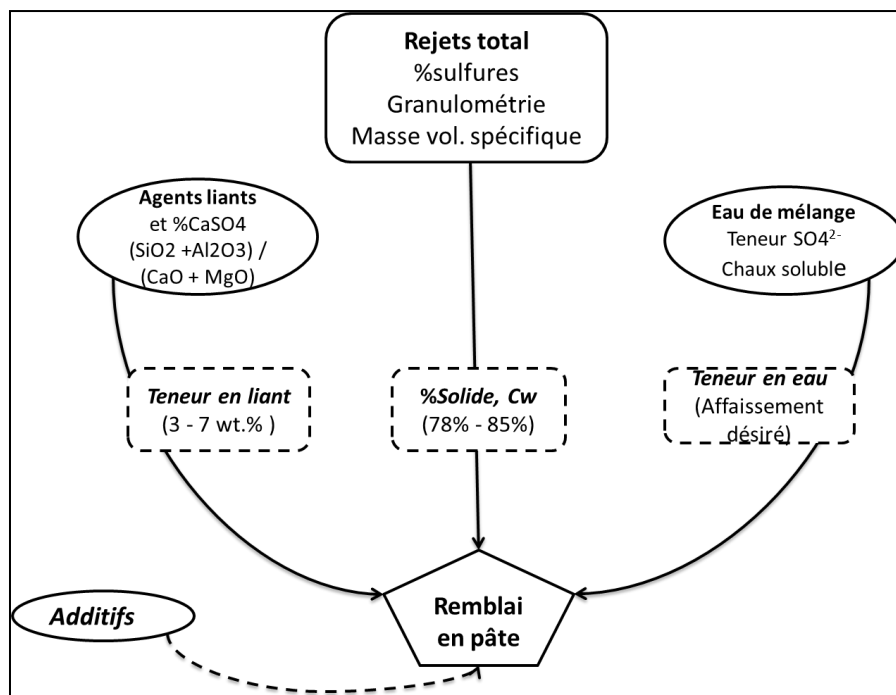 Rejets total
%sulfures
Granulométrie
Masse vol. spécifique
Agents liants
et %CaSO4
(SiO2 +Al2O3) /
(CaO + MgO)
Eau de mélange
Teneur SO4²⁻
Chaux soluble
Teneur en liant
(3 - 7 wt.% )
%Solide, Cw
(78% - 85%)
Teneur en eau
(Affaissement
désiré)
Remblai
en pâte
Additifs